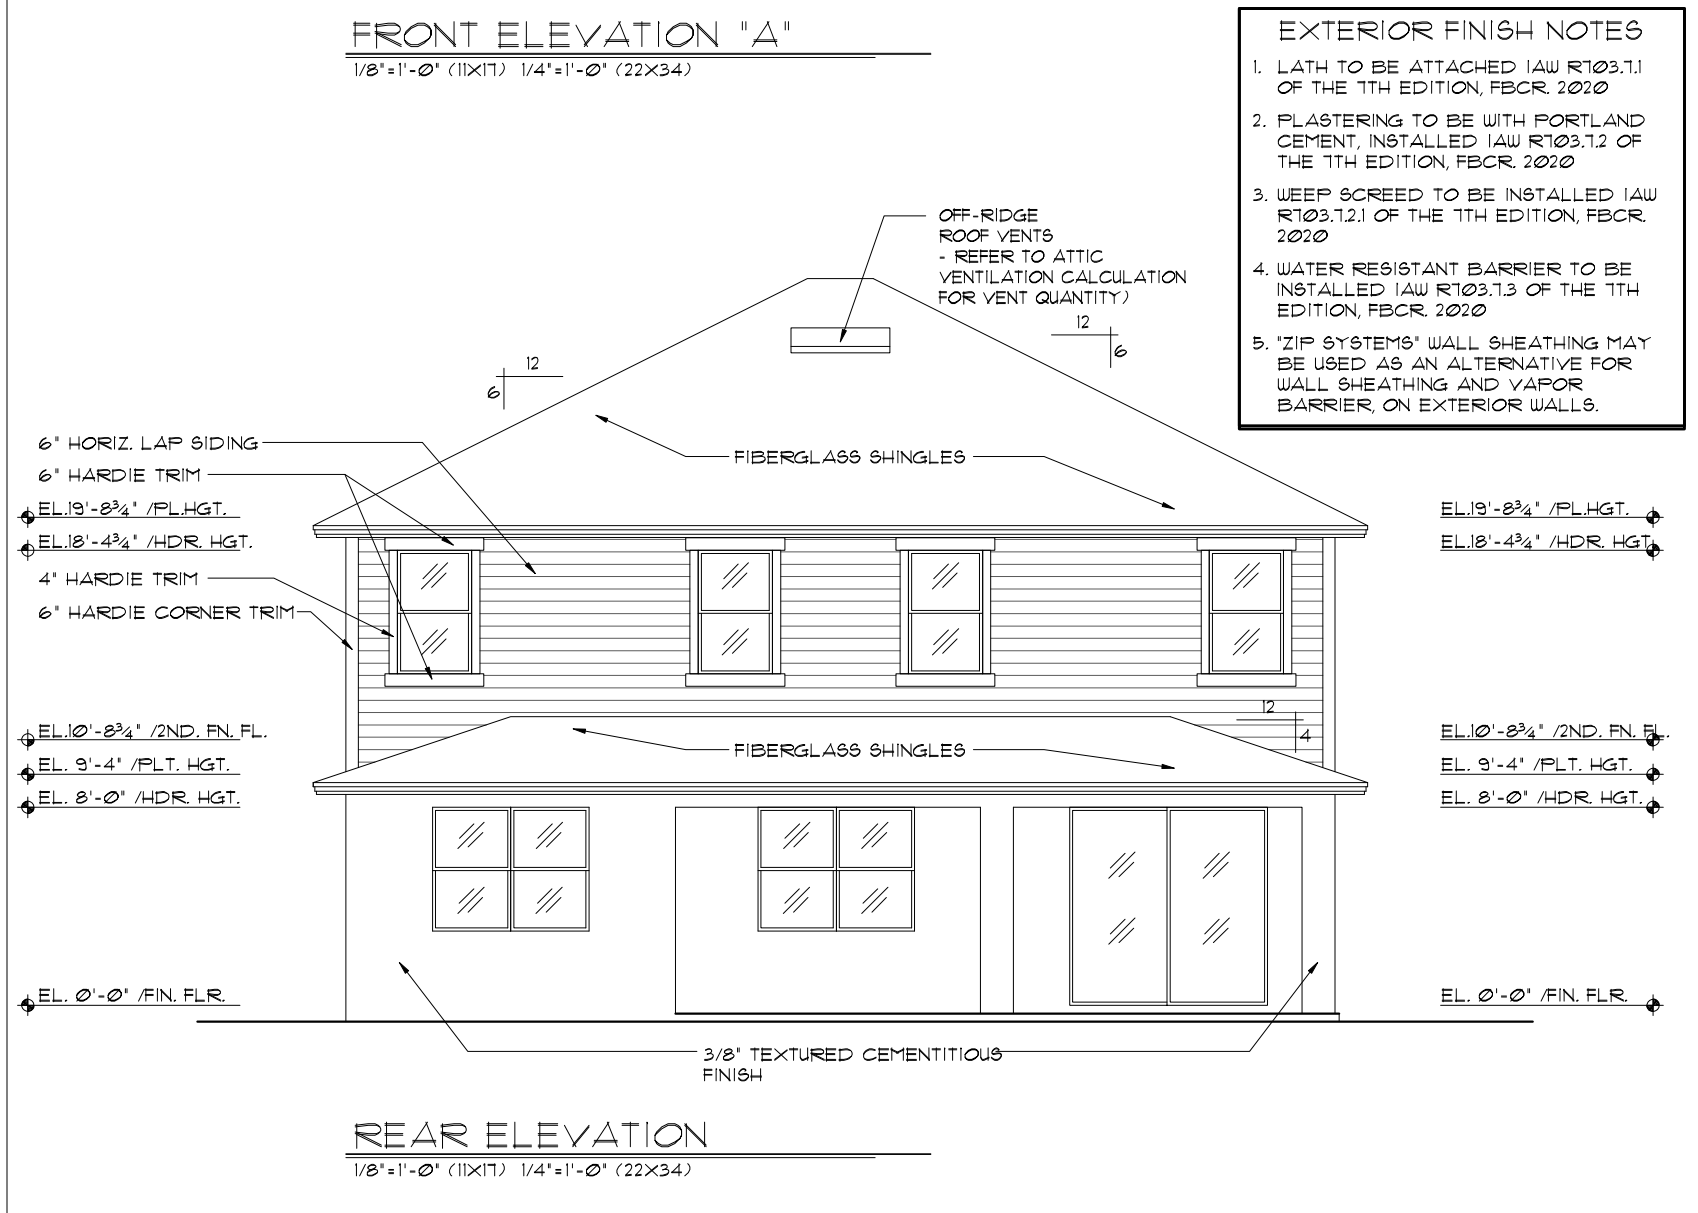 FRONT ELEVATION "A"
1/8"=1'-0" (11X17) 1/4"=1'-0" (22X34)
EXTERIOR FINISH NOTES
1. LATH TO BE ATTACHED IAW R703.7.1
OF THE 7TH EDITION, FBCR. 2020
2. PLASTERING TO BE WITH PORTLAND
CEMENT, INSTALLED IAW R703.7.2 OF
THE 7TH EDITION, FBCR. 2020
3. WEEP SCREED TO BE INSTALLED IAW
R703.7.2.1 OF THE 7TH EDITION, FBCR.
2020
4. WATER RESISTANT BARRIER TO BE
INSTALLED IAW R703.7.3 OF THE 7TH
EDITION, FBCR. 2020
5. "ZIP SYSTEMS" WALL SHEATHING MAY
BE USED AS AN ALTERNATIVE FOR
WALL SHEATHING AND VAPOR
BARRIER, ON EXTERIOR WALLS.
OFF-RIDGE
ROOF VENTS
- REFER TO ATTIC
VENTILATION CALCULATION
FOR VENT QUANTITY)
12
6
12
6
6" HORIZ. LAP SIDING
6" HARDIE TRIM
FIBERGLASS SHINGLES
EL.19'-8¾" /PL.HGT.
EL.18'-4¾" /HDR. HGT.
4" HARDIE TRIM
6" HARDIE CORNER TRIM
EL.19'-8¾" /PL.HGT.
EL.18'-4¾" /HDR. HGT.
12
4
EL.10'-8¾" /2ND. FN. FL.
EL. 9'-4" /PLT. HGT.
EL. 8'-0" /HDR. HGT.
FIBERGLASS SHINGLES
EL.10'-8¾" /2ND. FN. FL.
EL. 9'-4" /PLT. HGT.
EL. 8'-0" /HDR. HGT.
EL. 0'-0" /FIN. FLR.
EL. 0'-0" /FIN. FLR.
3/8" TEXTURED CEMENTITIOUS
FINISH
REAR ELEVATION
1/8"=1'-0" (11X17) 1/4"=1'-0" (22X34)